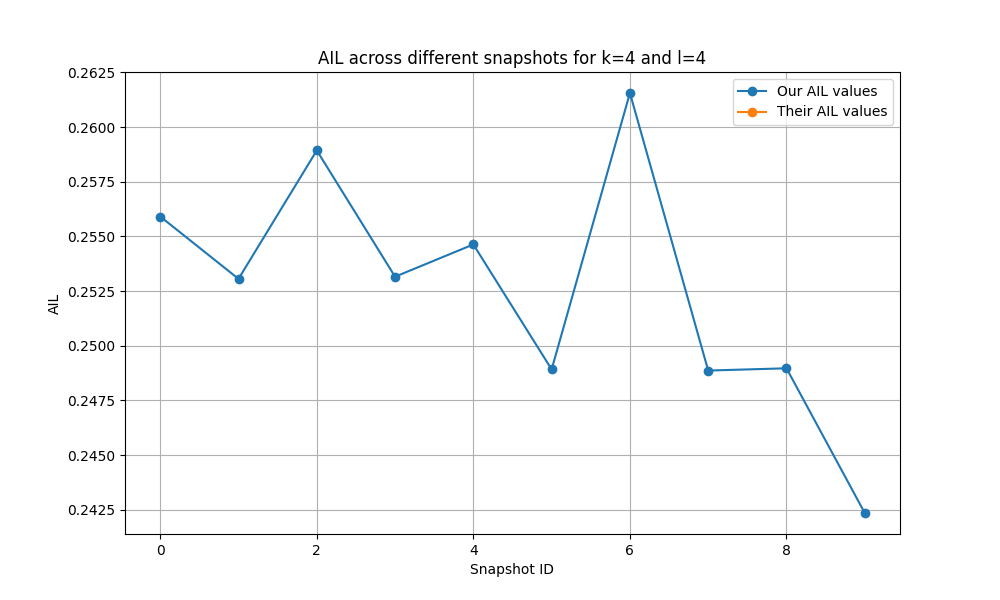 AIL across different snapshots for k=4 and l=4
Our AIL values
Their AIL values
AIL
0.2625
0.2600
0.2575
0.2550
0.2525
0.2500
0.2475
0.2450
0.2425
0 2 4 6 8
Snapshot ID